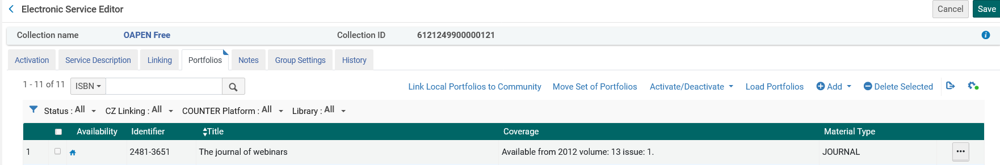 Electronic Service Editor Cancel Save
Collection name OAPEN Free Collection ID 6121249900000121
Activation Service Description Linking Portfolios Notes Group Settings History
1 - 11 of 11 ISBN Link Local Portfolios to Community Move Set of Portfolios Activate/Deactivate Load Portfolios Add Delete Selected
Status : All CZ Linking : All COUNTER Platform : All Library : All
Availability Identifier Title Coverage Material Type
1 2481-3651 The journal of webinars Available from 2012 volume: 13 issue: 1. JOURNAL